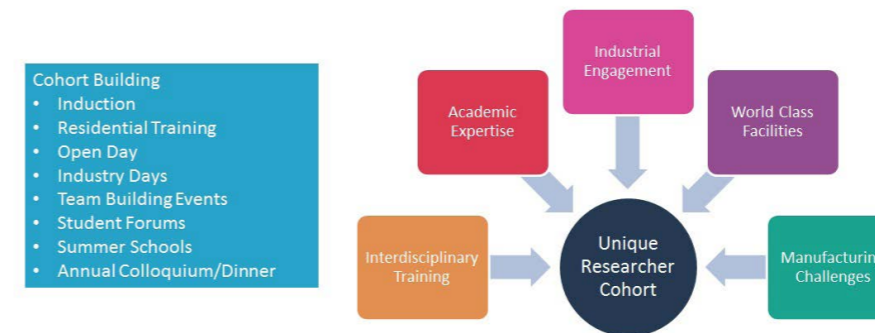 Cohort Building
• Induction
• Residential Training
• Open Day
• Industry Days
• Team Building Events
• Student Forums
• Summer Schools
• Annual Colloquium/Dinner
Industrial
Engagement
Academic
Expertise
World Class
Facilities
Interdisciplinary
Training
Unique
Researcher
Cohort
Manufacturin
Challenges